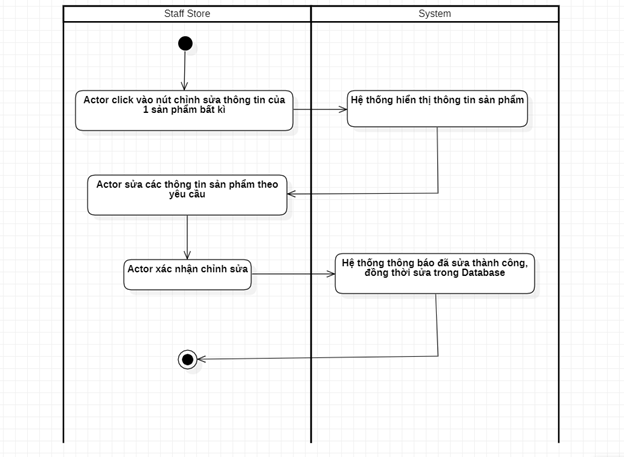 Staff Store
System
Actor click vào nút chỉnh sửa thông tin của
1 sản phẩm bất kì
Hệ thống hiển thị thông tin sản phẩm
Actor sửa các thông tin sản phẩm theo
yêu cầu
Actor xác nhận chỉnh sửa
Hệ thống thông báo đã sửa thành công,
đồng thời sửa trong Database